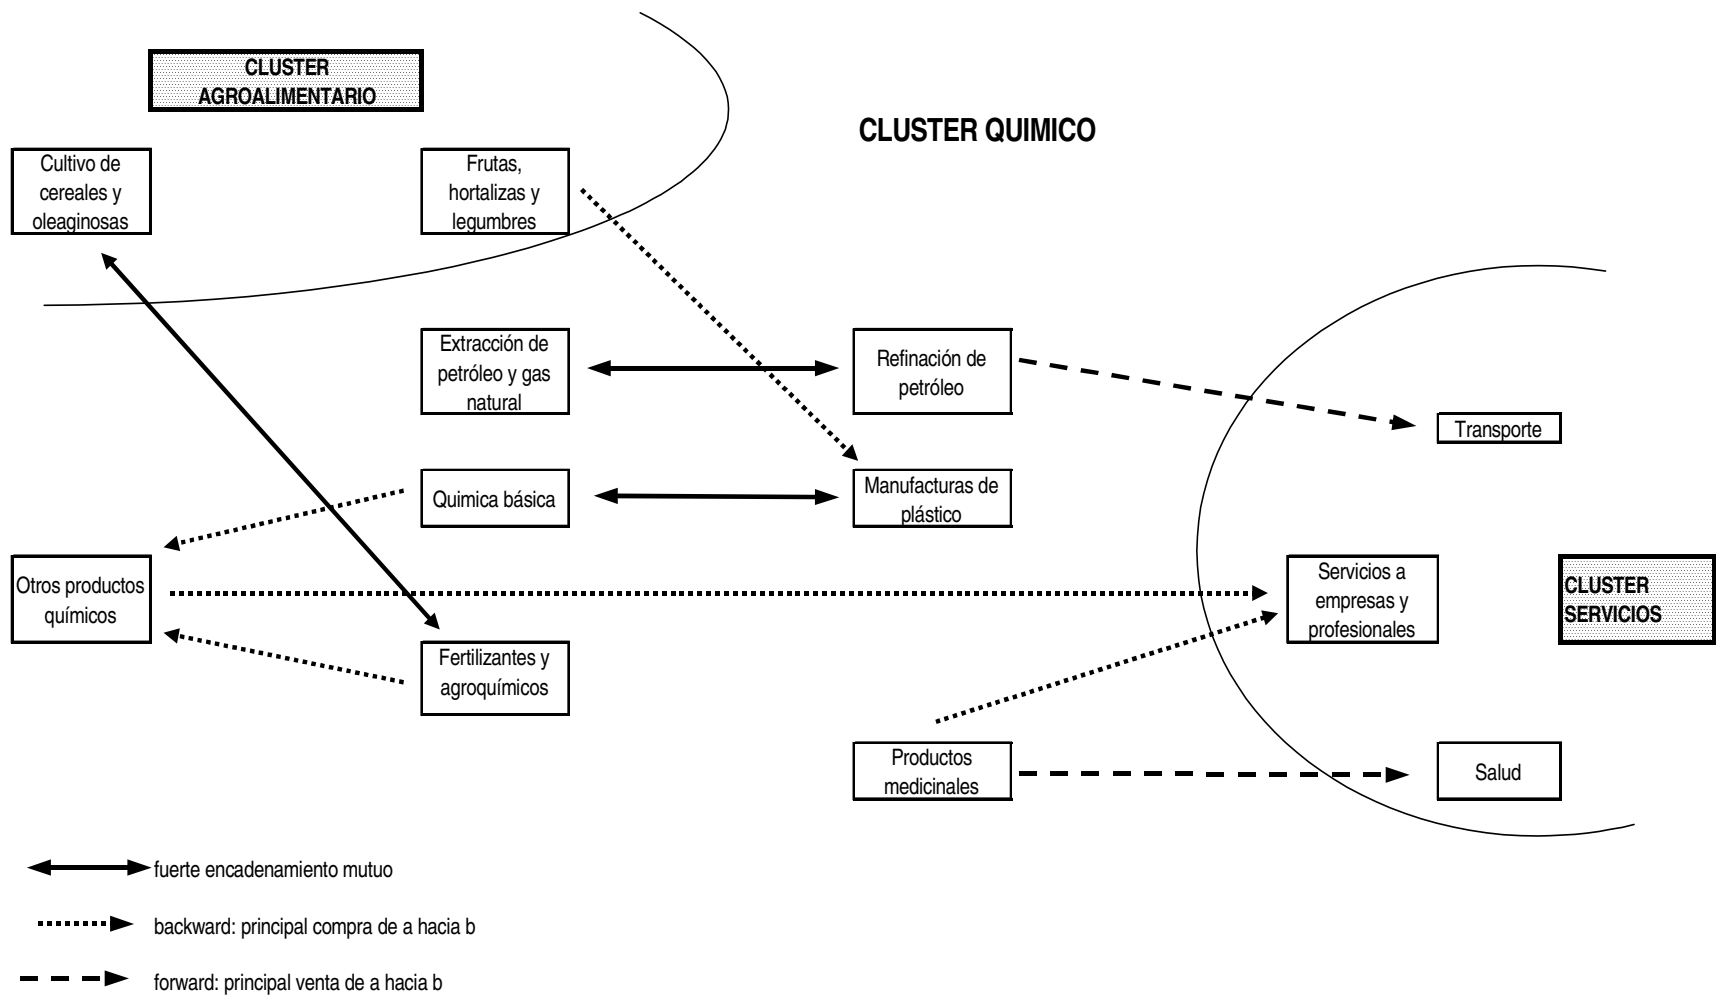 CLUSTER
AGROALIMENTARIO
CLUSTER QUIMICO
Cultivo de
cereales y
oleaginosas
Frutas,
hortalizas y
legumbres
Extracción de
petróleo y gas
natural
Refinación de
petróleo
Transporte
Quimica básica
Manufacturas de
plástico
Otros productos
químicos
Servicios a
empresas y
profesionales
CLUSTER
SERVICIOS
Fertilizantes y
agroquímicos
Productos
medicinales
Salud
fuerte encadenamiento mutuo
backward: principal compra de a hacia b
forward: principal venta de a hacia b